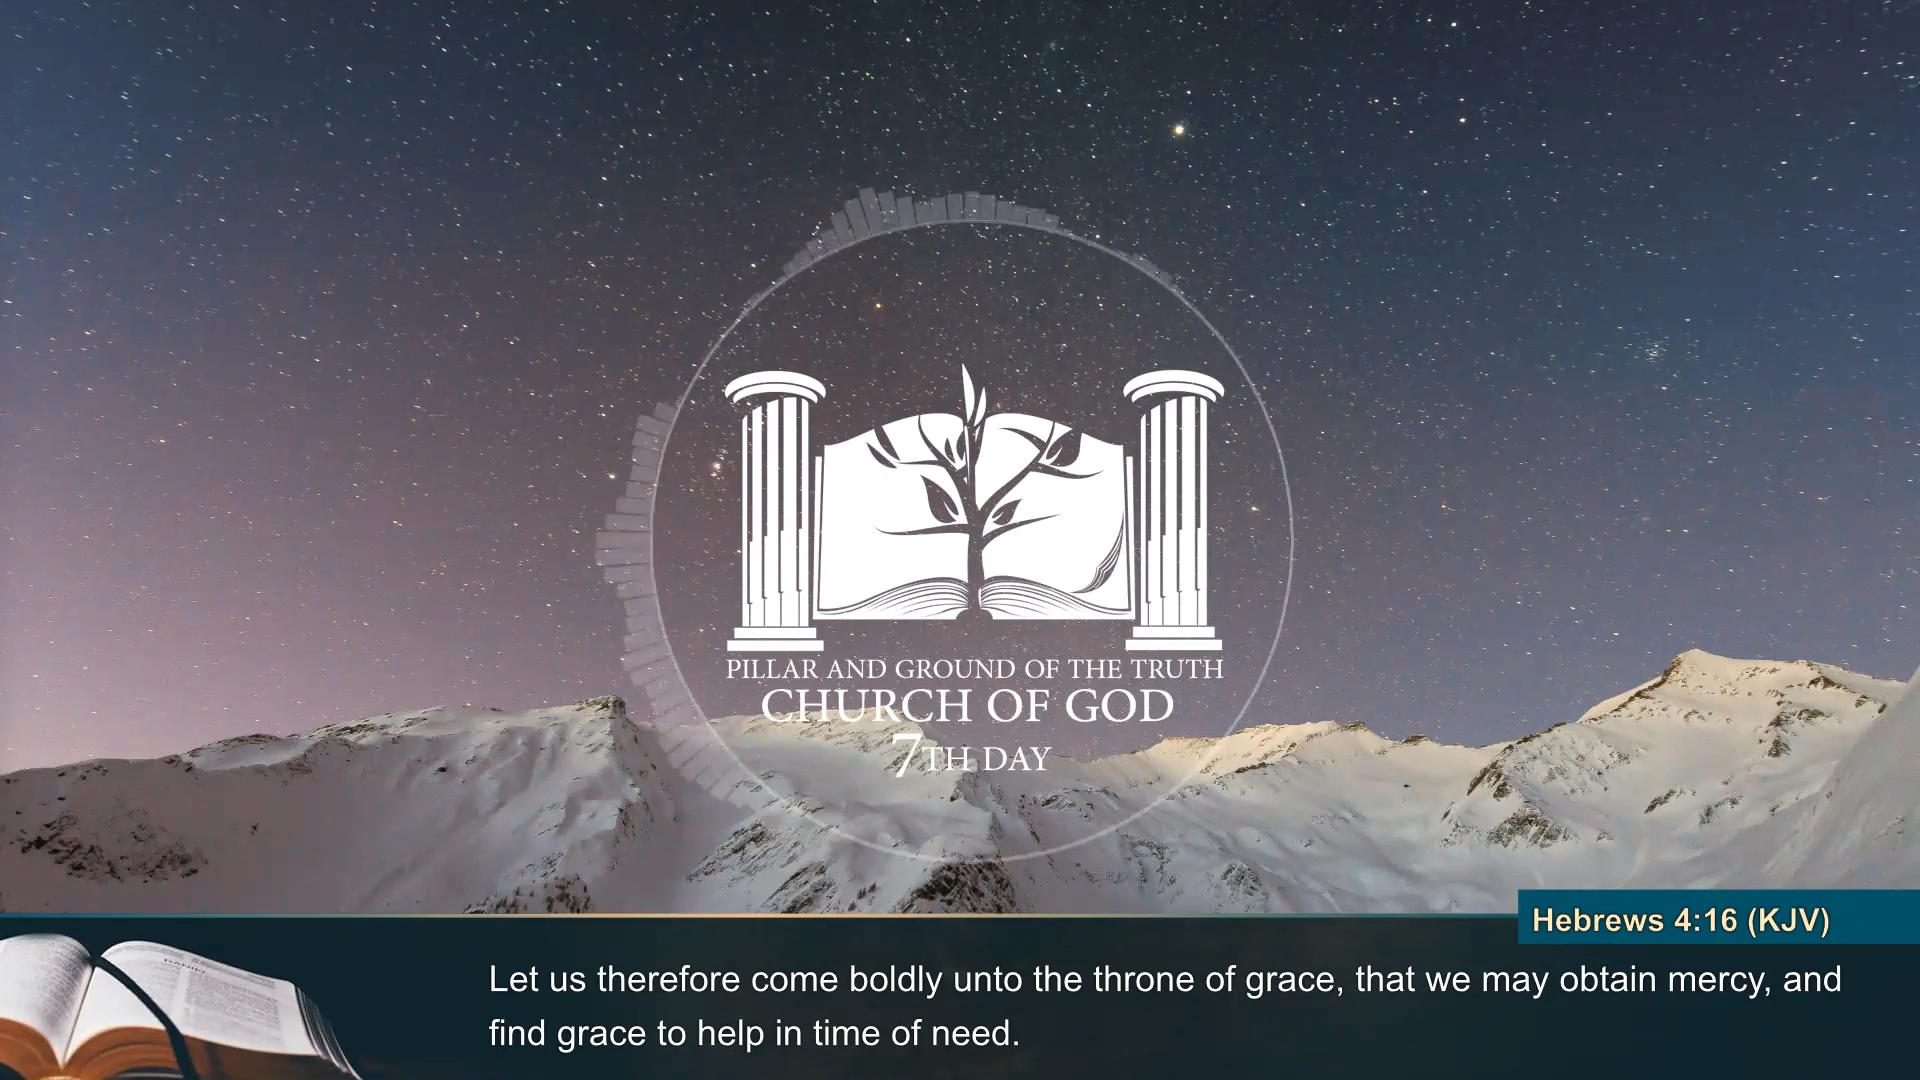 PILLAR AND GROUND OF THE TRUTH
CHURCH OF GOD
7TH DAY
Hebrews 4:16 (KJV)
Let us therefore come boldly unto the throne of grace, that we may obtain mercy, and
find grace to help in time of need.